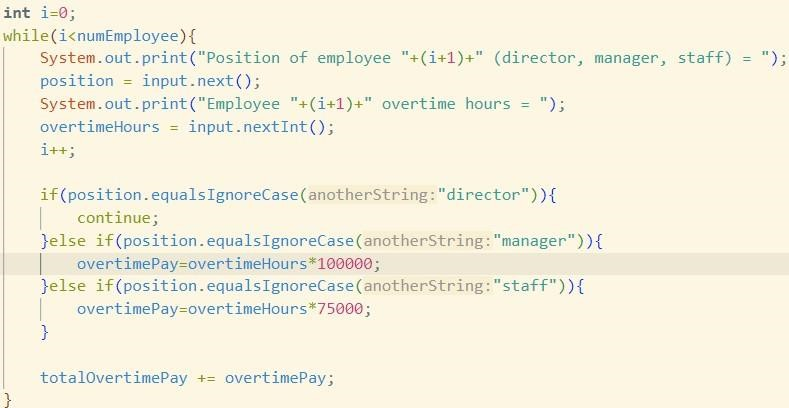 int i=0;
while(i<numEmployee){
System.out.print("Position of employee "+(i+1)+" (director, manager, staff) = ");
position = input.next();
System.out.print("Employee "+(i+1)+" overtime hours = ");
overtimeHours = input.nextInt();
i++;
if(position.equalsIgnoreCase(anotherString:"director")){
continue;
}else if(position.equalsIgnoreCase(anotherString:"manager")){
overtimePay=overtimeHours*100000;
}else if(position.equalsIgnoreCase(anotherString:"staff")){
overtimePay=overtimeHours*75000;
}
totalOvertimePay += overtimePay;
}